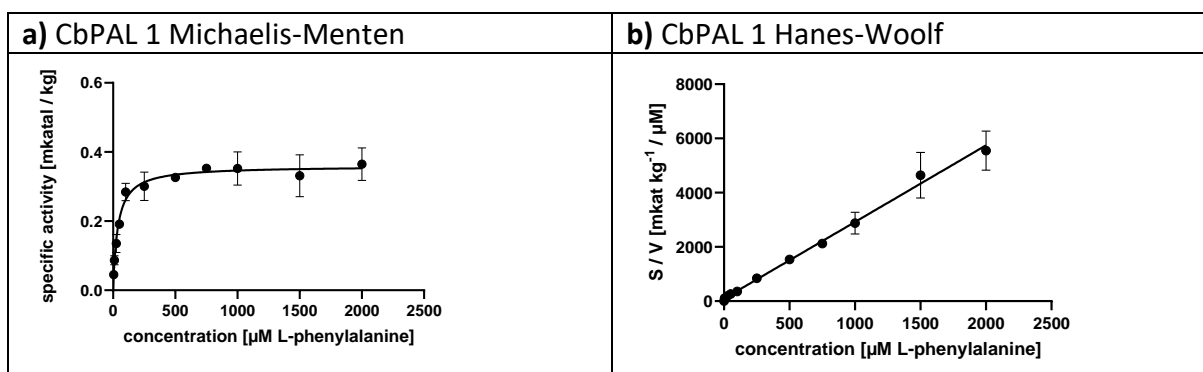 a) CbPAL 1 Michaelis-Menten
b) CbPAL 1 Hanes-Woolf
specific activity [mkatal / kg]
0.6
0.4
0.2
0.0
0 500 1000 1500 2000 2500
concentration [µM L-phenylalanine]
S / V [mkat kg⁻¹ / µM]
8000
6000
4000
2000
0
0 500 1000 1500 2000 2500
concentration [µM L-phenylalanine]